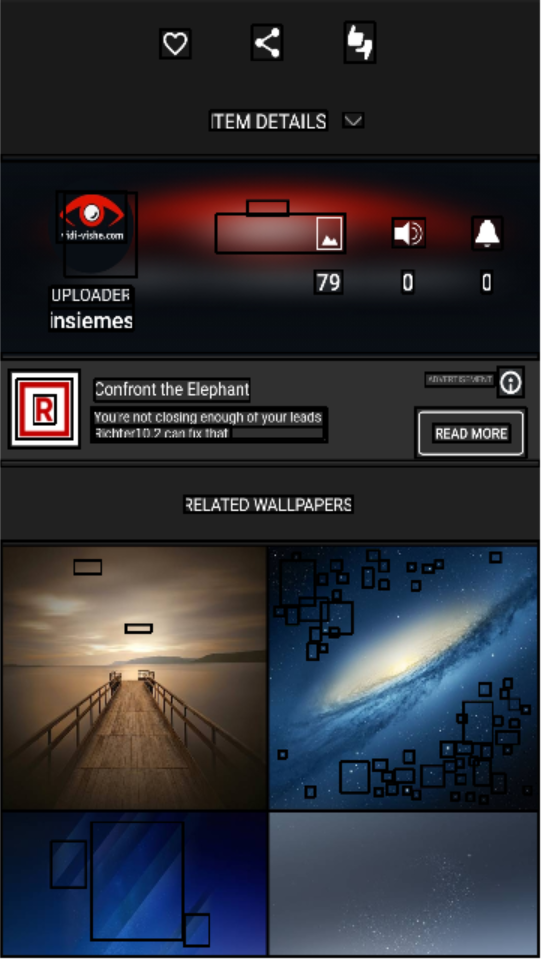 ITEM DETAILS
idi-vishe.com
79
0
0
UPLOADER
insiemes
ADVERTISEMENT
Confront the Elephant
You're not closing enough of your leads
Richter10.2 can fix that
R
READ MORE
RELATED WALLPAPERS